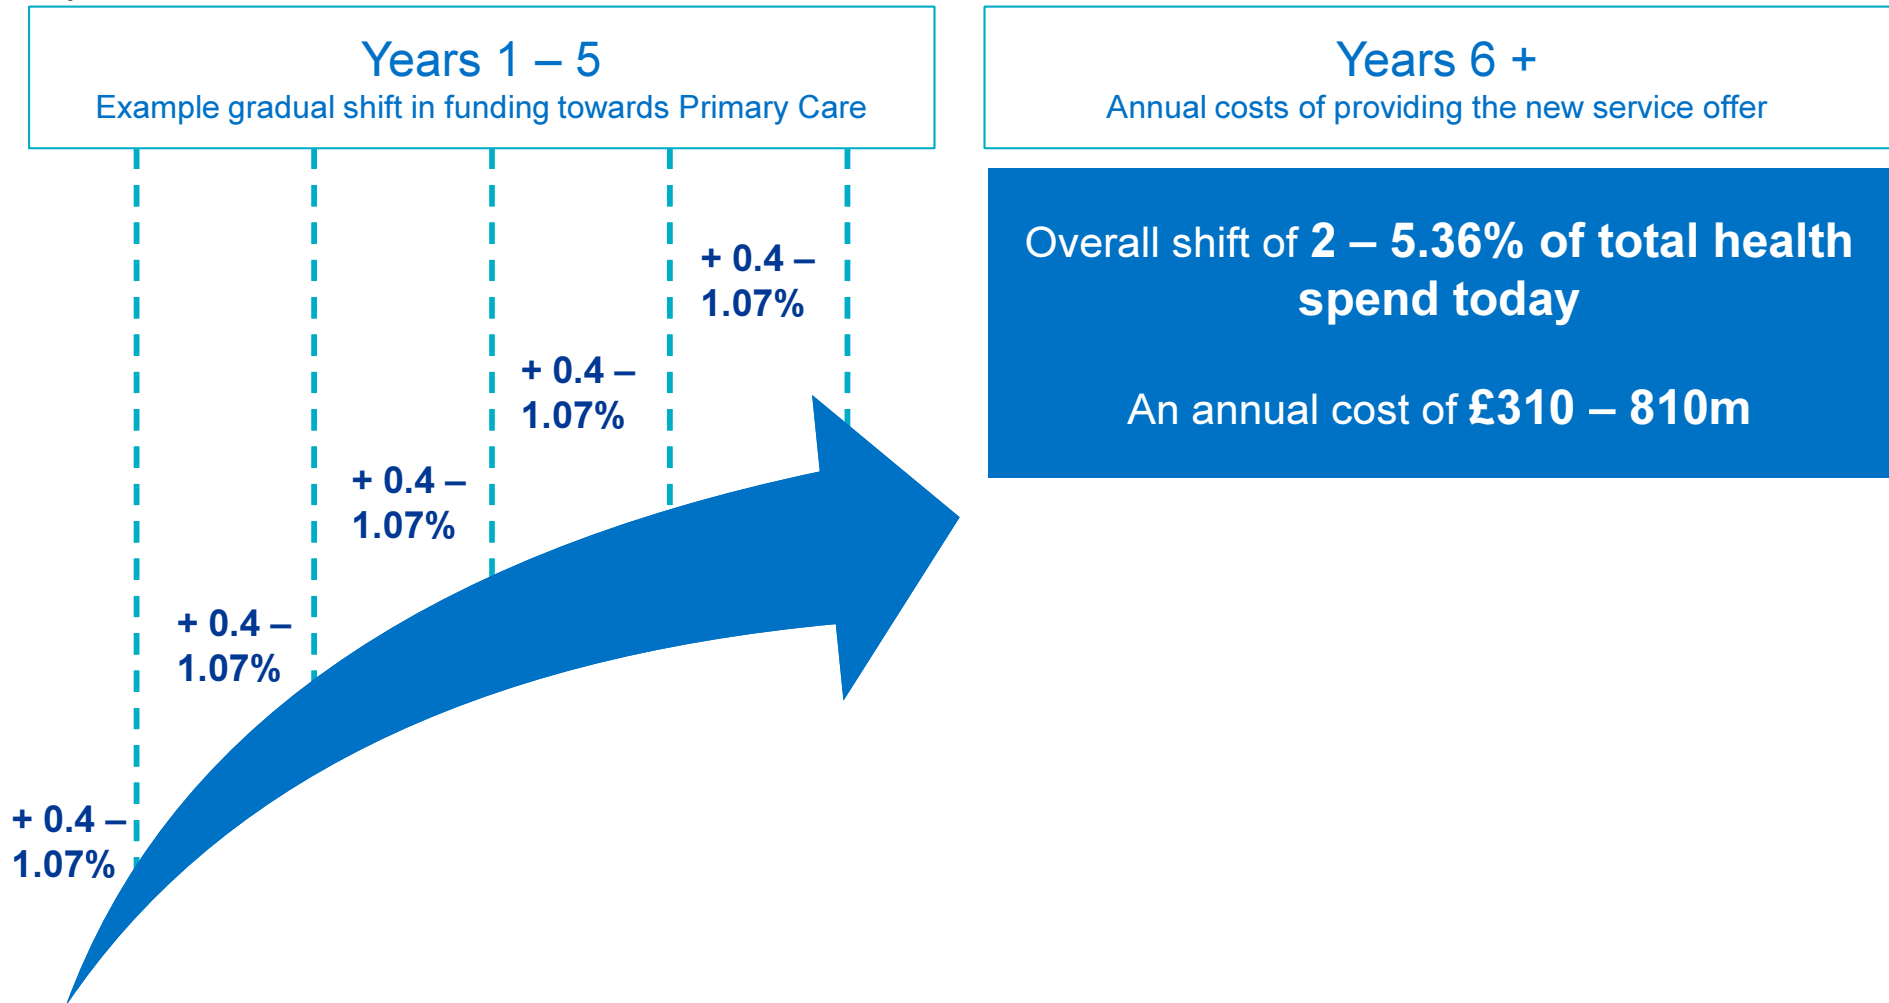 Years 1 – 5
Example gradual shift in funding towards Primary Care
Years 6 +
Annual costs of providing the new service offer
Overall shift of 2 – 5.36% of total health
spend today
An annual cost of £310 – 810m
+ 0.4 –
1.07%
+ 0.4 –
1.07%
+ 0.4 –
1.07%
+ 0.4 –
1.07%
+ 0.4 –
1.07%